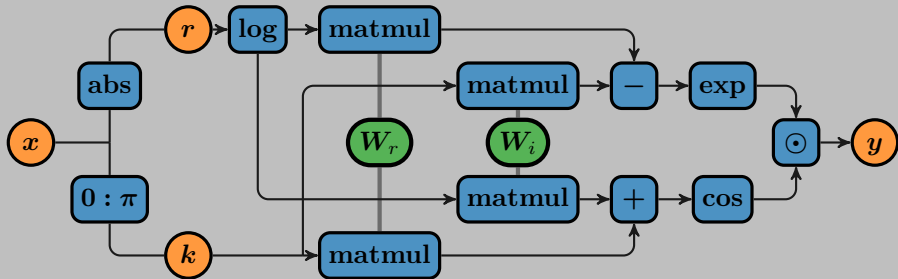 r log matmul
abs matmul − exp
x W_r W_i ⊙ y
0 : π matmul + cos
k matmul